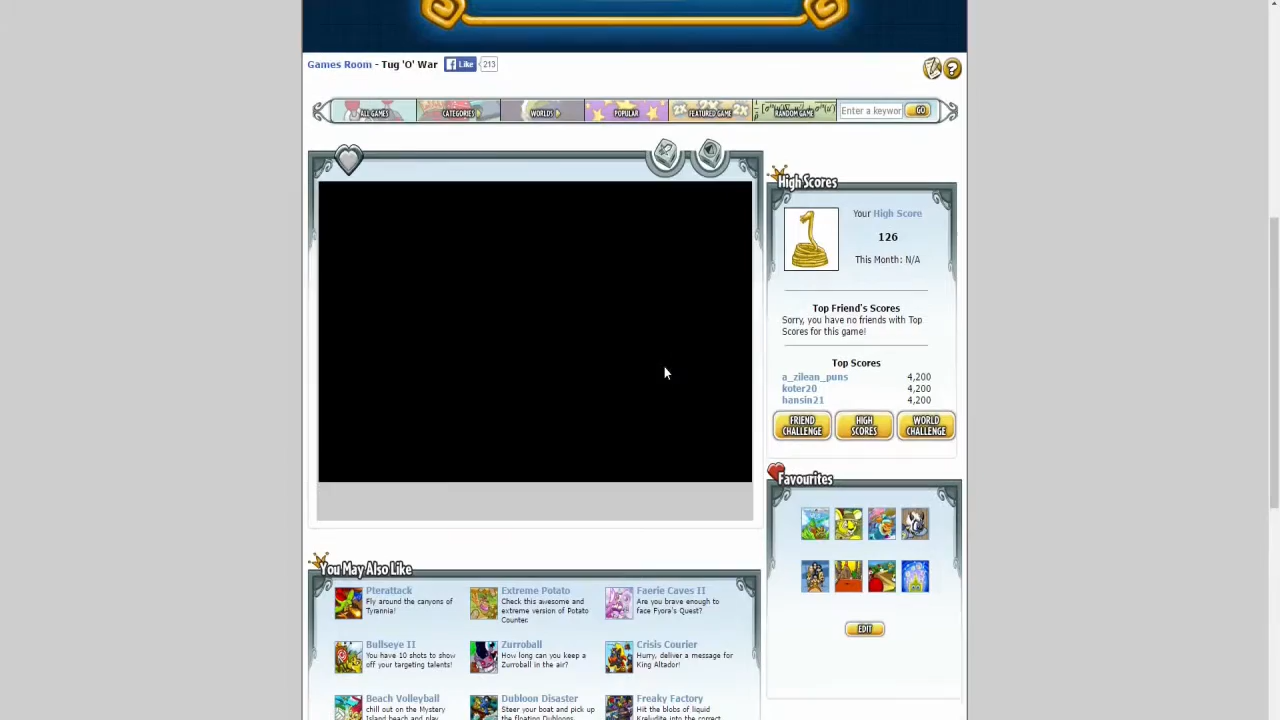 Games Room - Tug 'O' War
Like 213
ALL GAMES
CATEGORIES
WORLDS
POPULAR
2X FEATURED GAME 2X
RANDOM GAME
Enter a keywor
GO
High Scores
Your High Score
126
This Month: N/A
Top Friend's Scores
Sorry, you have no friends with Top
Scores for this game!
Top Scores
a_zilean_puns 4,200
koter20 4,200
hansin21 4,200
FRIEND
CHALLENGE
HIGH
SCORES
WORLD
CHALLENGE
Favourites
EDIT
You May Also Like
Pterattack
Fly around the canyons of
Tyrannia!
Extreme Potato
Check this awesome and
extreme version of Potato
Counter.
Faerie Caves II
Are you brave enough to
face Fyora's Quest?
Bullseye II
You have 10 shots to show
off your targeting talents!
Zurroball
How long can you keep a
Zurroball in the air?
Crisis Courier
Hurry, deliver a message for
King Altador!
Beach Volleyball
chill out on the Mystery
Island beach and play
Dubloon Disaster
Steer your boat and pick up
the floating Dubloons
Freaky Factory
Hit the blobs of liquid
Kreludite into the correct